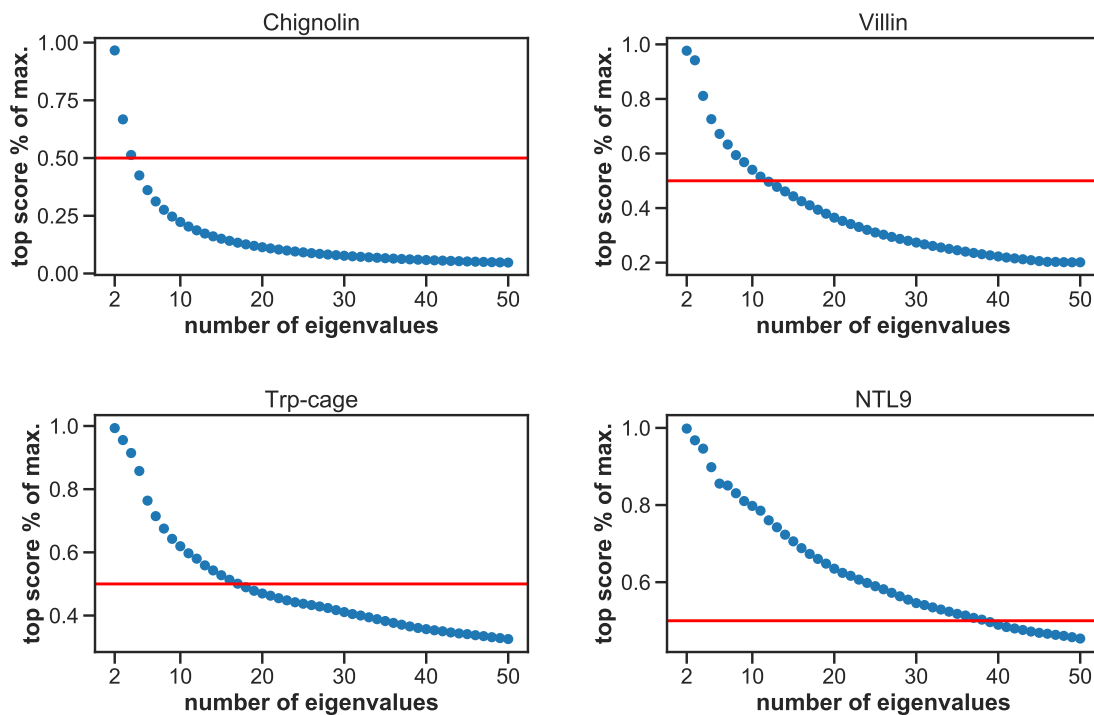 Chignolin
top score % of max.
1.00
0.75
0.50
0.25
0.00
2 10 20 30 40 50
number of eigenvalues
Villin
top score % of max.
1.0
0.8
0.6
0.4
0.2
2 10 20 30 40 50
number of eigenvalues
Trp-cage
top score % of max.
1.0
0.8
0.6
0.4
2 10 20 30 40 50
number of eigenvalues
NTL9
top score % of max.
1.0
0.8
0.6
2 10 20 30 40 50
number of eigenvalues